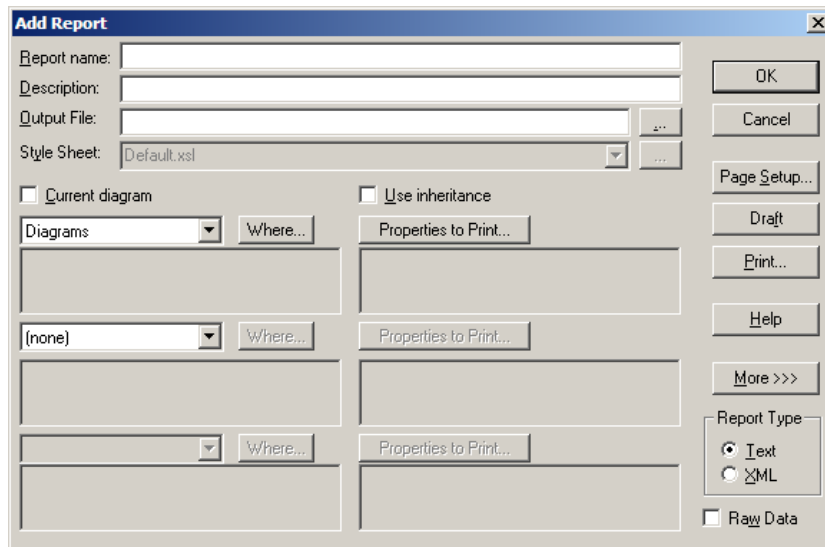 Add Report
Report name:
Description:
Output File:
...
Style Sheet: Default.xsl
...
OK
Cancel
Page Setup...
Draft
Print...
Help
More >>>
Current diagram
Use inheritance
Diagrams Where... Properties to Print...
(none) Where... Properties to Print...
Where... Properties to Print...
Report Type
Text
XML
Raw Data